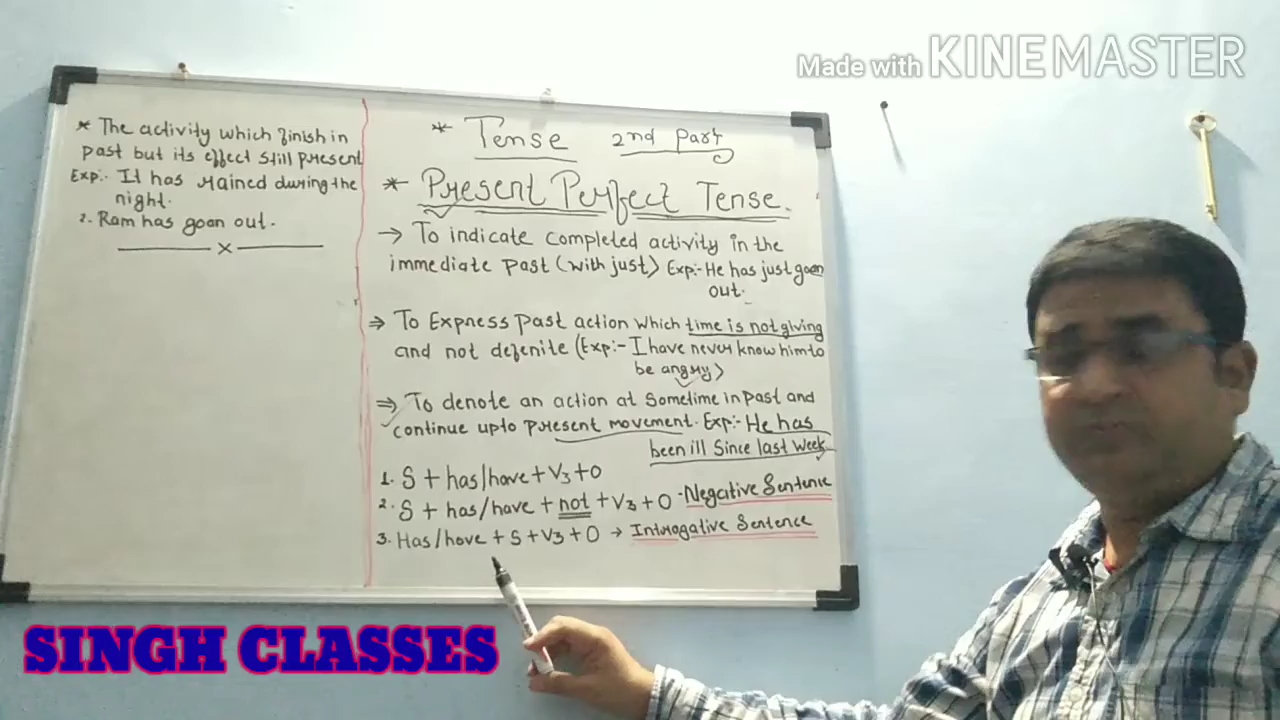 Made with KINEMASTER
* The activity which finish in
past but its effect still present
Exp:- It has rained during the
night.
2. Ram has goan out.
x
* Tense 2nd Part
* Present Perfect Tense.
→ To indicate completed activity in the
immediate past (with just) Exp:- He has just goen
out.
⇒ To Express past action which time is not giving
and not defenite (Exp:- I have never know him to
be angry)
⇒ To denote an action at sometime in past and
continue upto present movement. Exp:- He has
been ill Since last week.
1. S + has/have + V3 + O
2. S + has/have + not + V3 + O - Negative Sentence
3. Has/have + S + V3 + O → Interogative Sentence
SINGH CLASSES